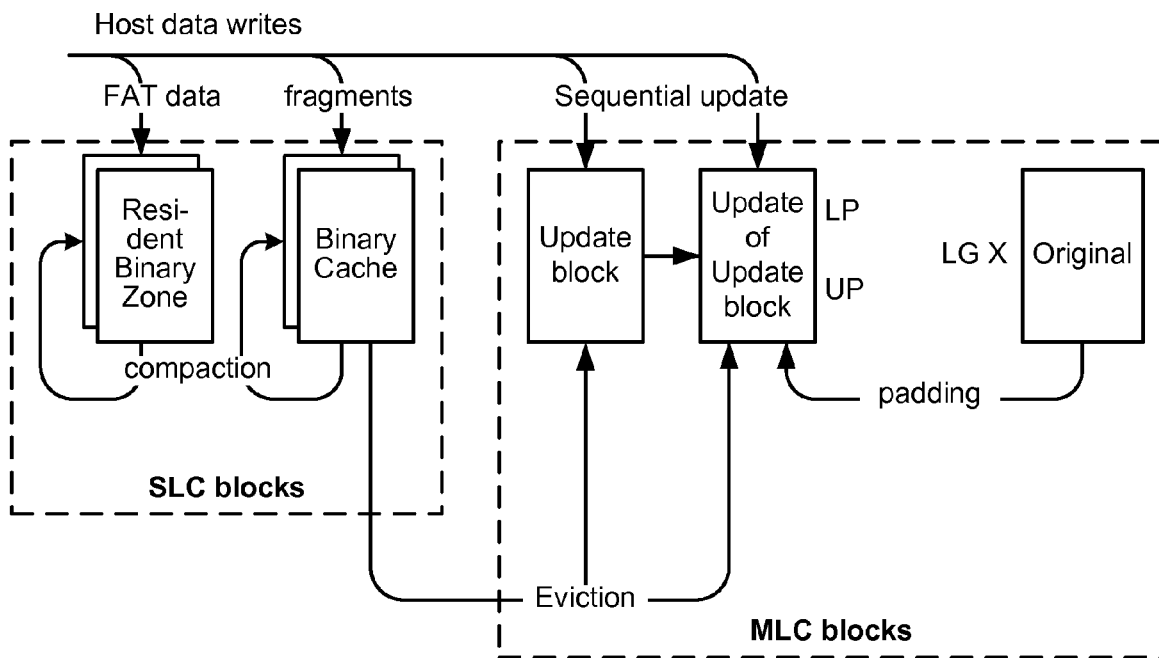 Host data writes
FAT data
fragments
Sequential update
Resi-
dent
Binary
Zone
Binary
Cache
Update
block
Update
of
Update
block
LP
UP
LG X
Original
compaction
padding
SLC blocks
Eviction
MLC blocks